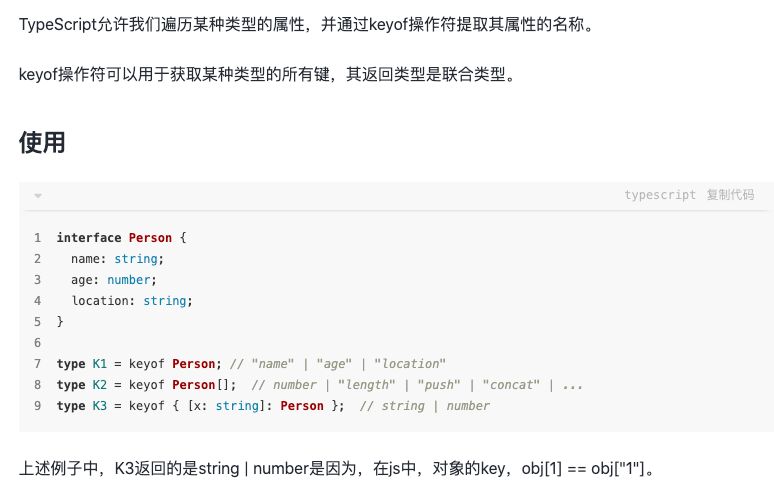 TypeScript允许我们遍历某种类型的属性，并通过keyof操作符提取其属性的名称。
keyof操作符可以用于获取某种类型的所有键，其返回类型是联合类型。
使用
typescript 复制代码
1 interface Person {
2   name: string;
3   age: number;
4   location: string;
5 }
6
7 type K1 = keyof Person; // "name" | "age" | "location"
8 type K2 = keyof Person[];  // number | "length" | "push" | "concat" | ...
9 type K3 = keyof { [x: string]: Person };  // string | number
上述例子中，K3返回的是string | number是因为，在js中，对象的key，obj[1] == obj["1"]。